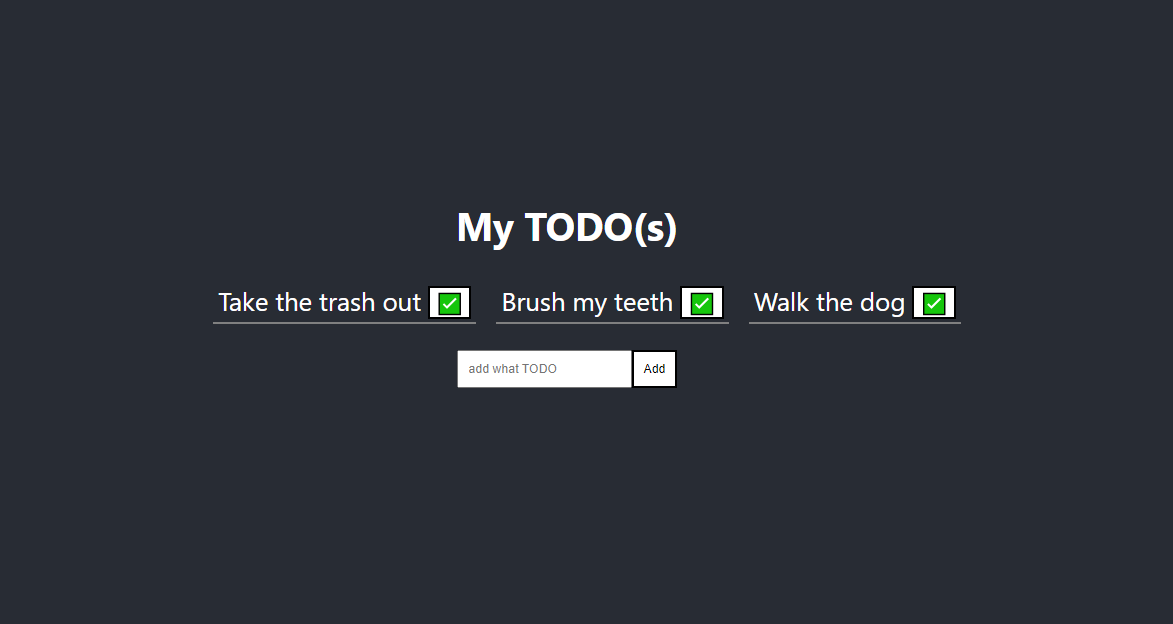 My TODO(s)
Take the trash out ✅ Brush my teeth ✅ Walk the dog ✅
add what TODO Add